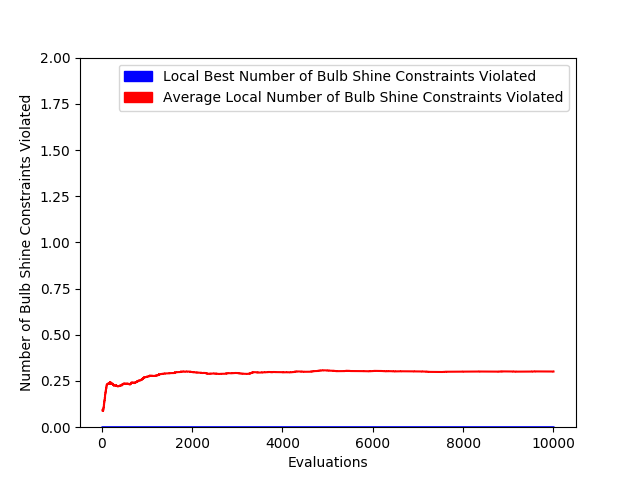 Local Best Number of Bulb Shine Constraints Violated
Average Local Number of Bulb Shine Constraints Violated
Number of Bulb Shine Constraints Violated
2.00
1.75
1.50
1.25
1.00
0.75
0.50
0.25
0.00
0 2000 4000 6000 8000 10000
Evaluations